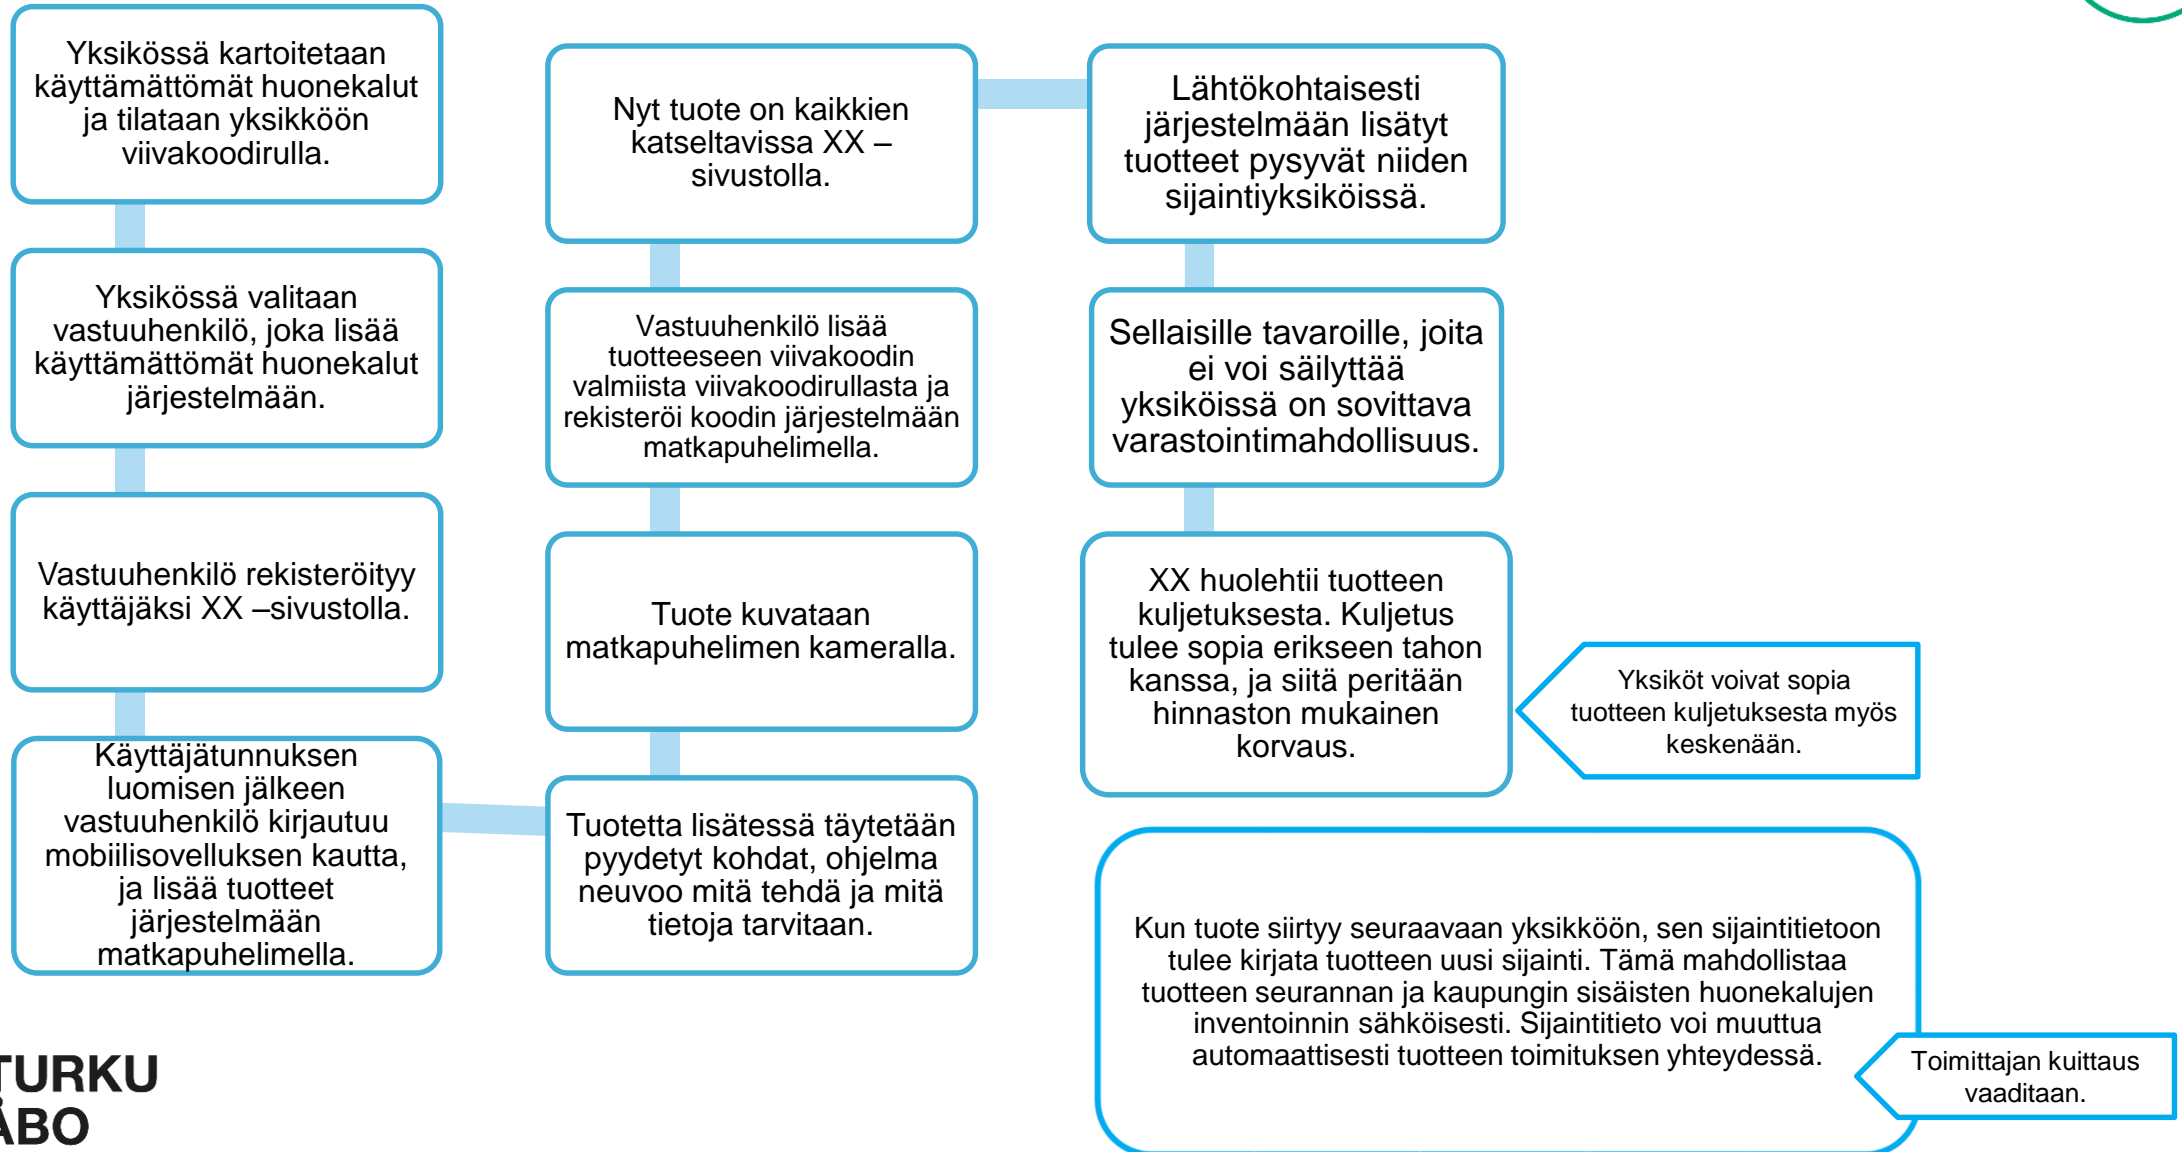 Yksikössä kartoitetaan
käyttämättömät huonekalut
ja tilataan yksikköön
viivakoodirulla.
Yksikössä valitaan
vastuuhenkilö, joka lisää
käyttämättömät huonekalut
järjestelmään.
Vastuuhenkilö rekisteröityy
käyttäjäksi XX –sivustolla.
Käyttäjätunnuksen
luomisen jälkeen
vastuuhenkilö kirjautuu
mobiilisovelluksen kautta,
ja lisää tuotteet
järjestelmään
matkapuhelimella.
Tuotetta lisätessä täytetään
pyydetyt kohdat, ohjelma
neuvoo mitä tehdä ja mitä
tietoja tarvitaan.
Tuote kuvataan
matkapuhelimen kameralla.
Vastuuhenkilö lisää
tuotteeseen viivakoodin
valmiista viivakoodirullasta ja
rekisteröi koodin järjestelmään
matkapuhelimella.
Nyt tuote on kaikkien
katseltavissa XX –
sivustolla.
Lähtökohtaisesti
järjestelmään lisätyt
tuotteet pysyvät niiden
sijaintiyksiköissä.
Sellaisille tavaroille, joita
ei voi säilyttää
yksiköissä on sovittava
varastointimahdollisuus.
XX huolehtii tuotteen
kuljetuksesta. Kuljetus
tulee sopia erikseen tahon
kanssa, ja siitä peritään
hinnaston mukainen
korvaus.
Yksiköt voivat sopia
tuotteen kuljetuksesta myös
keskenään.
Kun tuote siirtyy seuraavaan yksikköön, sen sijaintitietoon
tulee kirjata tuotteen uusi sijainti. Tämä mahdollistaa
tuotteen seurannan ja kaupungin sisäisten huonekalujen
inventoinnin sähköisesti. Sijaintitieto voi muuttua
automaattisesti tuotteen toimituksen yhteydessä.
Toimittajan kuittaus
vaaditaan.
TURKU
ÅBO